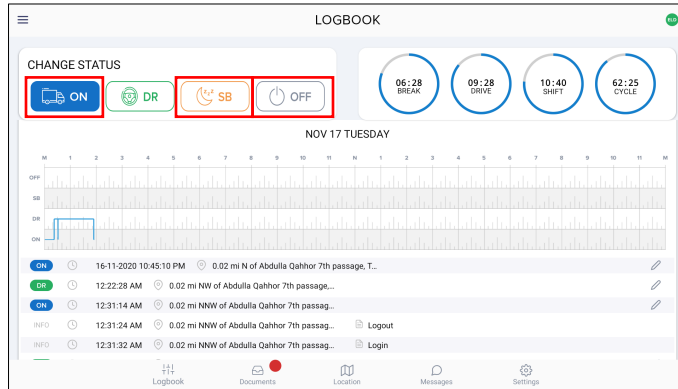 LOGBOOK
ELD
CHANGE STATUS
ON
DR
SB
OFF
06:28
BREAK
09:28
DRIVE
10:40
SHIFT
62:25
CYCLE
NOV 17 TUESDAY
M 1 2 3 4 5 6 7 8 9 10 11 N 1 2 3 4 5 6 7 8 9 10 11 M
OFF
SB
DR
ON
ON 16-11-2020 10:45:10 PM 0.02 mi N of Abdulla Qahhor 7th passage, T...
DR 12:22:28 AM 0.02 mi NW of Abdulla Qahhor 7th passage,...
ON 12:31:14 AM 0.02 mi NNW of Abdulla Qahhor 7th passag...
INFO 12:31:24 AM 0.02 mi NNW of Abdulla Qahhor 7th passag... Logout
INFO 12:31:32 AM 0.02 mi NNW of Abdulla Qahhor 7th passag... Login
Logbook Documents Location Messages Settings